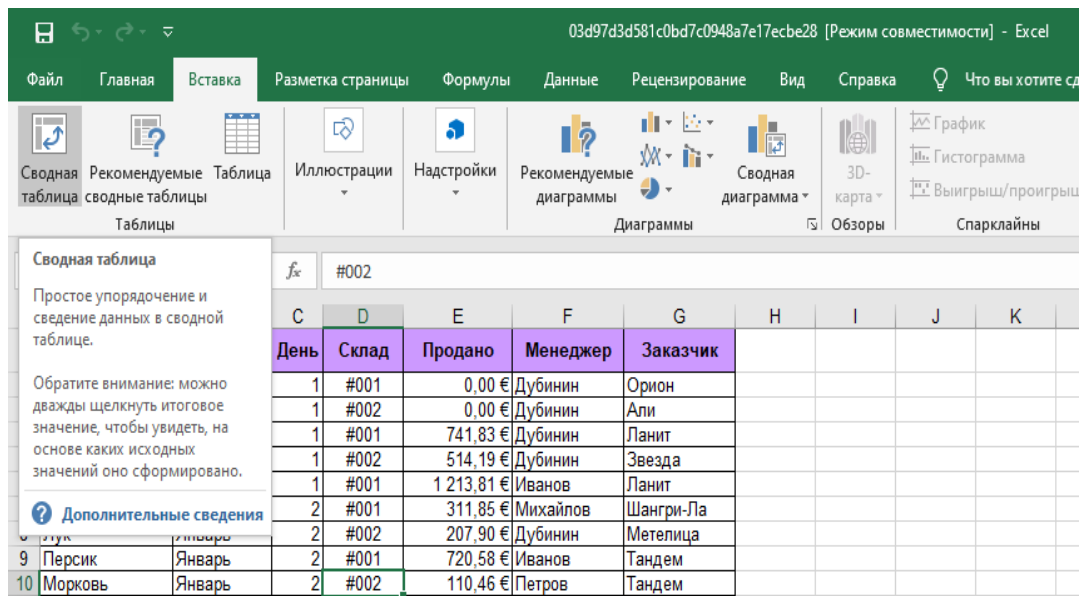 03d97d3d581c0bd7c0948a7e17ecbe28 [Режим совместимости] - Excel
Файл Главная Вставка Разметка страницы Формулы Данные Рецензирование Вид Справка Что вы хотите сд
Сводная таблица
Рекомендуемые сводные таблицы
Таблица
Иллюстрации
Надстройки
Рекомендуемые диаграммы
Сводная диаграмма
3D-карта
График
Гистограмма
Выигрыш/проигрыш
Таблицы Диаграммы Обзоры Спарклайны
Сводная таблица
Простое упорядочение и
сведение данных в сводной
таблице.
Обратите внимание: можно
дважды щелкнуть итоговое
значение, чтобы увидеть, на
основе каких исходных
значений оно сформировано.
Дополнительные сведения
fx #002
C D E F G H I J K
День Склад Продано Менеджер Заказчик
1 #001 0,00 € Дубинин Орион
1 #002 0,00 € Дубинин Али
1 #001 741,83 € Дубинин Ланит
1 #002 514,19 € Дубинин Звезда
1 #001 1 213,81 € Иванов Ланит
2 #001 311,85 € Михайлов Шангри-Ла
2 #002 207,90 € Дубинин Метелица
9 Персик Январь 2 #001 720,58 € Иванов Тандем
10 Морковь Январь 2 #002 110,46 € Петров Тандем